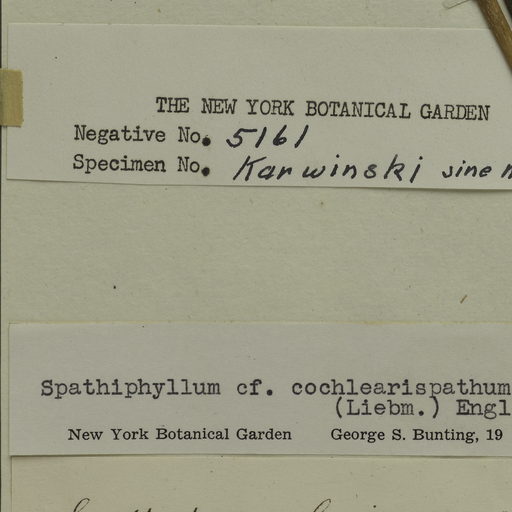 THE NEW YORK BOTANICAL GARDEN
Negative No. 5161
Specimen No. Karwinski sine
Spathiphyllum cf. cochlearispathum
(Liebm.) Engl
New York Botanical Garden George S. Bunting, 19